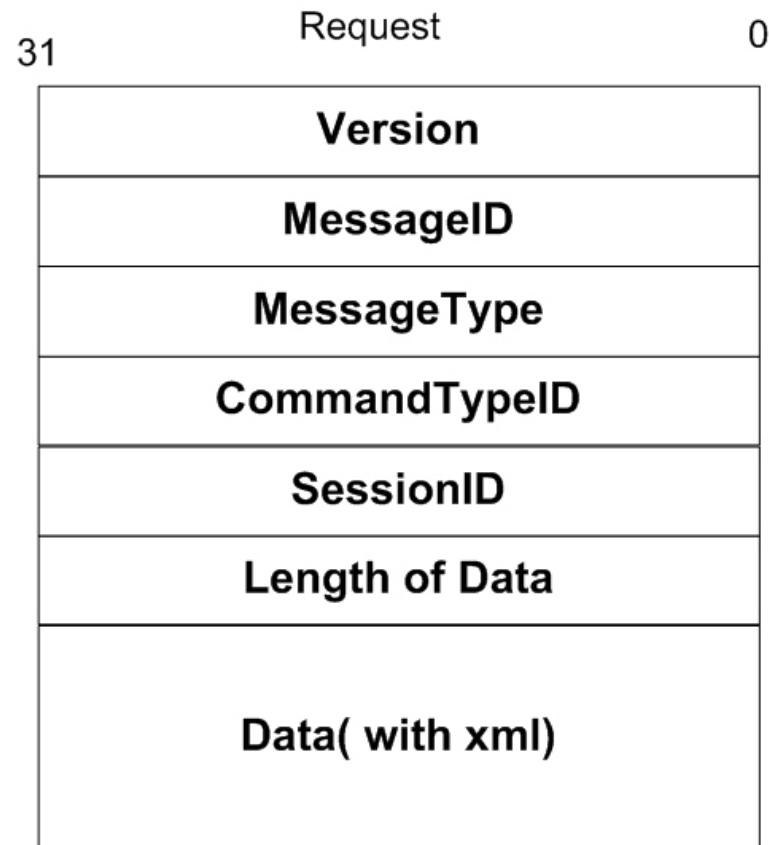 Request
31
0
Version
MessageID
MessageType
CommandTypeID
SessionID
Length of Data
Data( with xml)